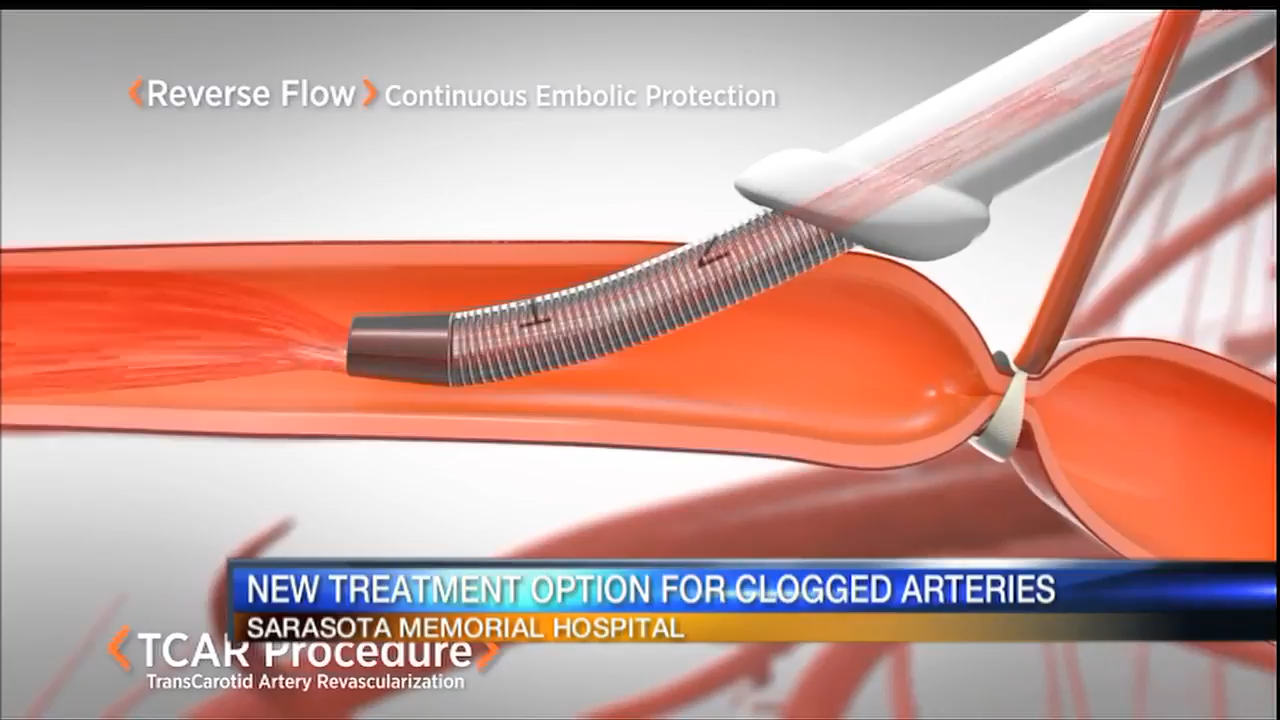 Reverse Flow Continuous Embolic Protection
NEW TREATMENT OPTION FOR CLOGGED ARTERIES
SARASOTA MEMORIAL HOSPITAL
TCAR Procedure
TransCarotid Artery Revascularization